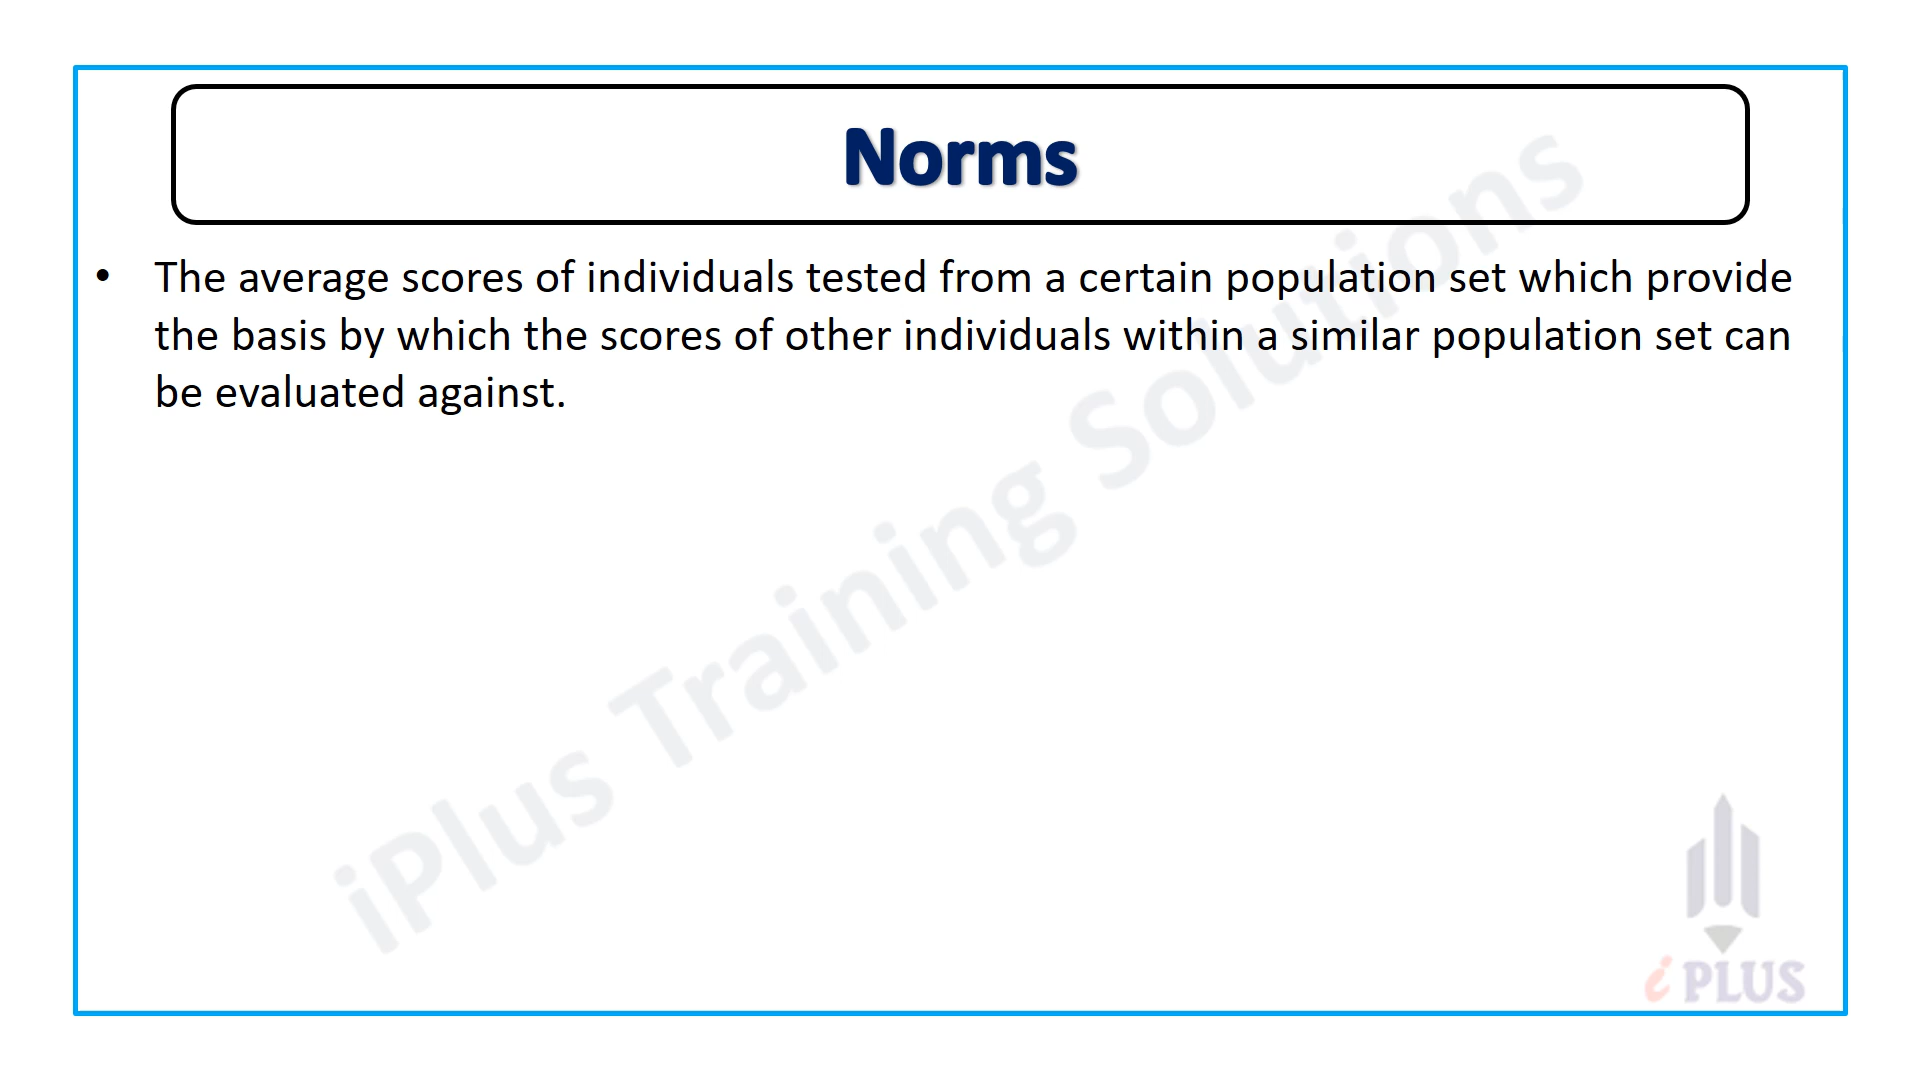 Norms
• The average scores of individuals tested from a certain population set which provide
the basis by which the scores of other individuals within a similar population set can
be evaluated against.
iPlus Training Solutions
i PLUS